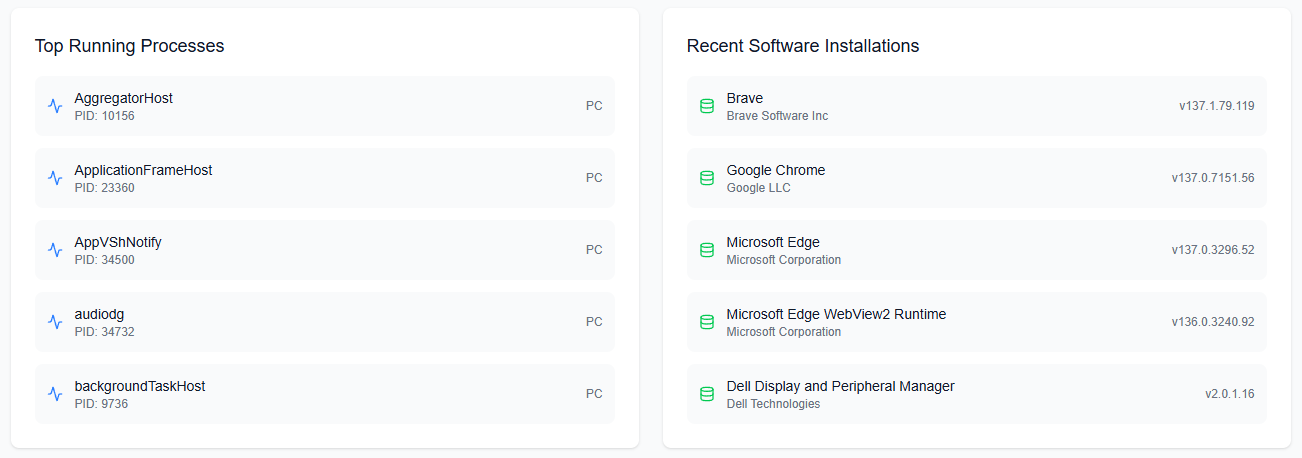 Top Running Processes
AggregatorHost
PID: 10156
PC
ApplicationFrameHost
PID: 23360
PC
AppVShNotify
PID: 34500
PC
audiodg
PID: 34732
PC
backgroundTaskHost
PID: 9736
PC
Recent Software Installations
Brave
Brave Software Inc
v137.1.79.119
Google Chrome
Google LLC
v137.0.7151.56
Microsoft Edge
Microsoft Corporation
v137.0.3296.52
Microsoft Edge WebView2 Runtime
Microsoft Corporation
v136.0.3240.92
Dell Display and Peripheral Manager
Dell Technologies
v2.0.1.16